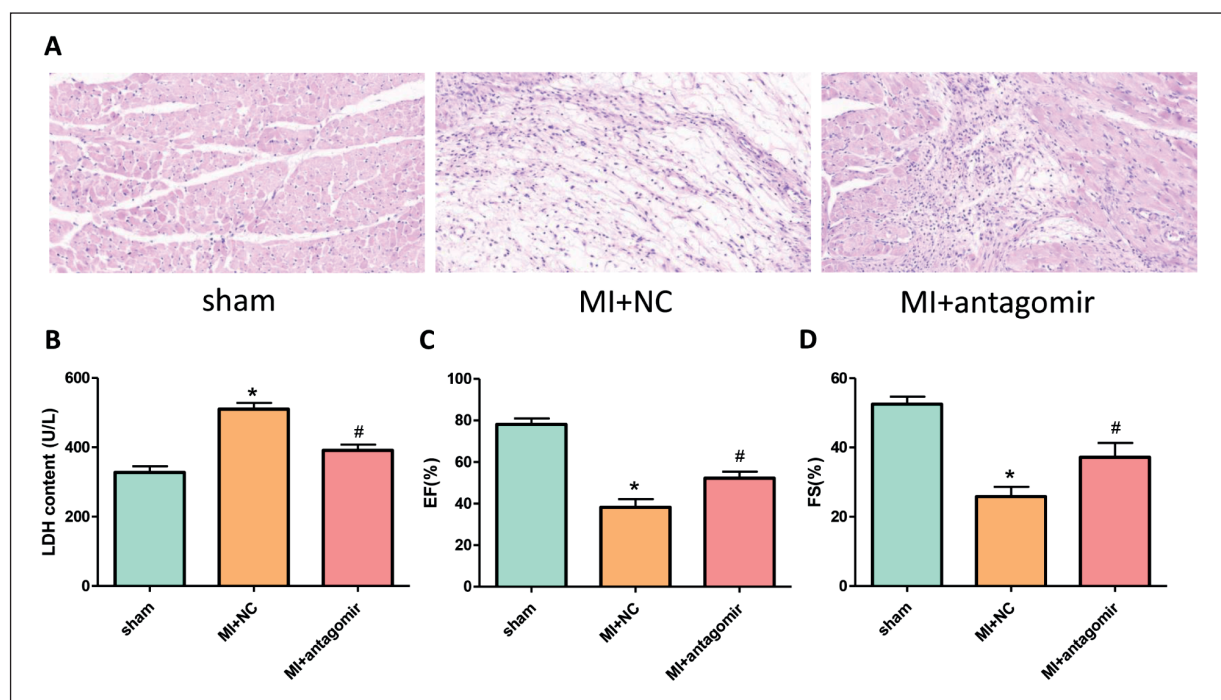 A
sham
MI+NC
MI+antagomir
B
LDH content (U/L)
600
400
200
0
*
#
sham
MI+NC
MI+antagomir
C
EF(%)
100
80
60
40
20
0
*
#
sham
MI+NC
MI+antagomir
D
FS(%)
60
40
20
0
*
#
sham
MI+NC
MI+antagomir